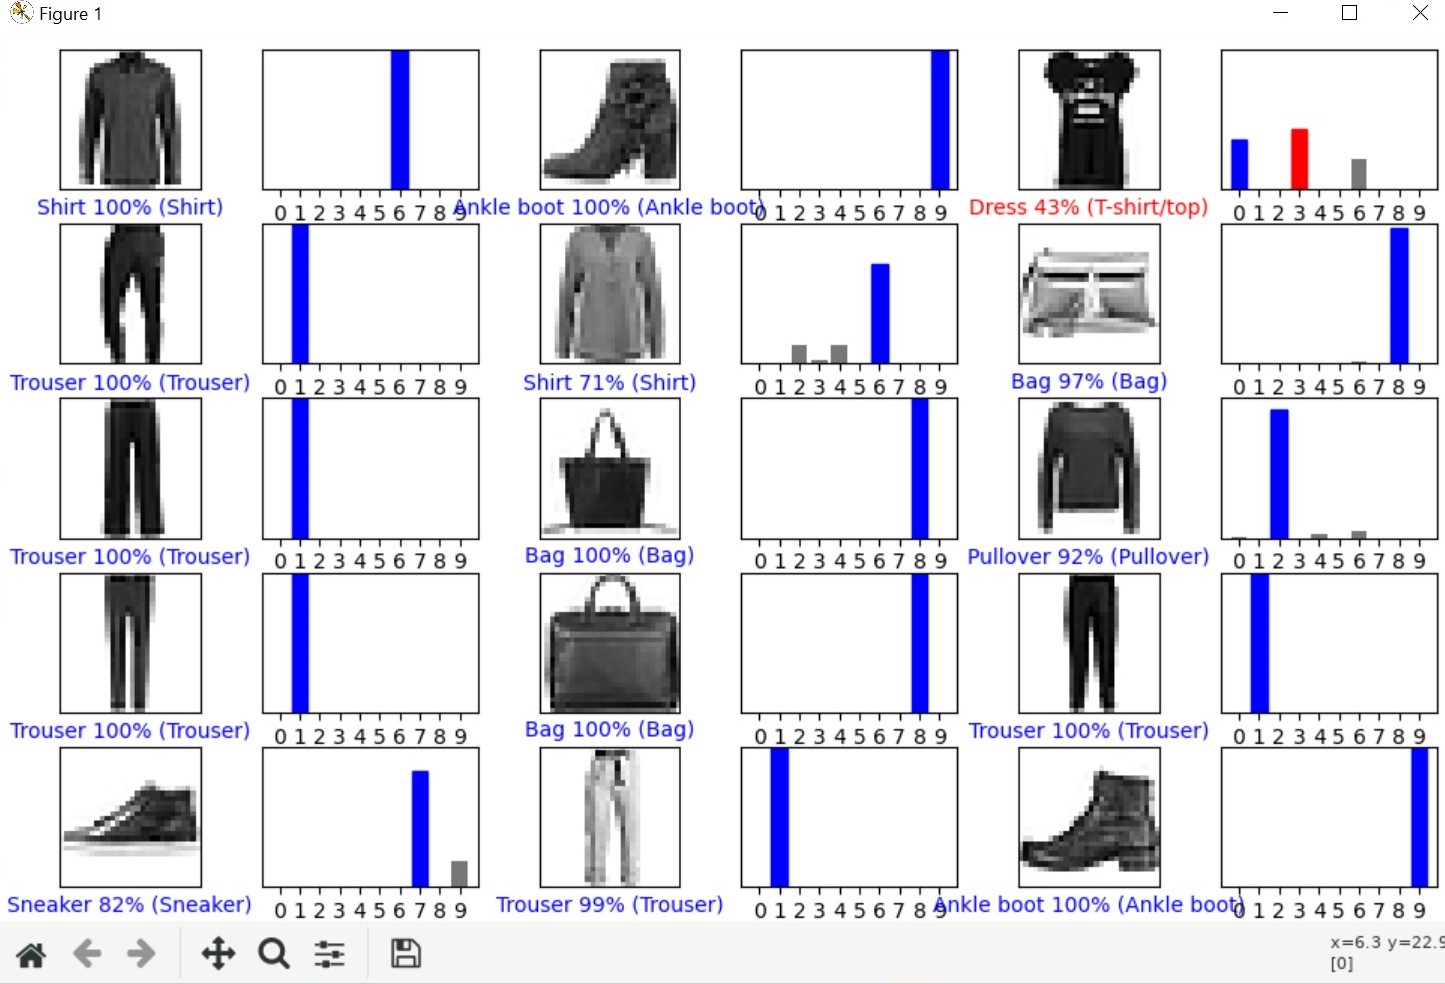 Figure 1
0 1 2 3 4 5 6 7 8 9 0 1 2 3 4 5 6 7 8 9 0 1 2 3 4 5 6 7 8 9
Shirt 100% (Shirt) Ankle boot 100% (Ankle boot) Dress 43% (T-shirt/top)
0 1 2 3 4 5 6 7 8 9 0 1 2 3 4 5 6 7 8 9 0 1 2 3 4 5 6 7 8 9
Trouser 100% (Trouser) Shirt 71% (Shirt) Bag 97% (Bag)
0 1 2 3 4 5 6 7 8 9 0 1 2 3 4 5 6 7 8 9 0 1 2 3 4 5 6 7 8 9
Trouser 100% (Trouser) Bag 100% (Bag) Pullover 92% (Pullover)
0 1 2 3 4 5 6 7 8 9 0 1 2 3 4 5 6 7 8 9 0 1 2 3 4 5 6 7 8 9
Trouser 100% (Trouser) Bag 100% (Bag) Trouser 100% (Trouser)
0 1 2 3 4 5 6 7 8 9 0 1 2 3 4 5 6 7 8 9 0 1 2 3 4 5 6 7 8 9
Sneaker 82% (Sneaker) Trouser 99% (Trouser) Ankle boot 100% (Ankle boot)
x=6.3 y=22.9
[0]